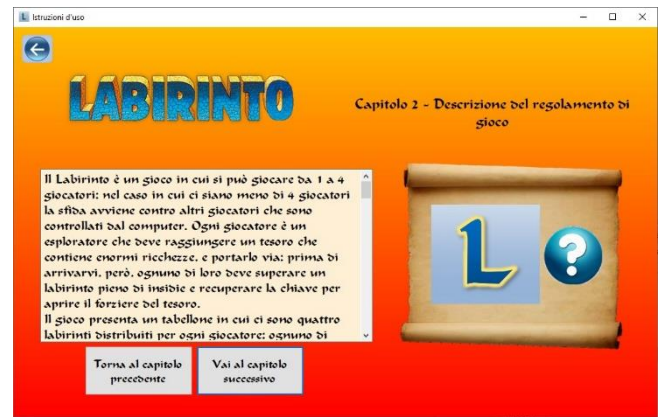 Istruzioni d'uso
LABIRINTO
Capitolo 2 - Descrizione del regolamento di
gioco
Il Labirinto è un gioco in cui si può giocare da 1 a 4
giocatori: nel caso in cui ci siano meno di 4 giocatori
la sfida avviene contro altri giocatori che sono
controllati dal computer. Ogni giocatore è un
esploratore che deve raggiungere un tesoro che
contiene enormi ricchezze, e portarlo via: prima di
arrivarvi, però, ognuno di loro deve superare un
labirinto pieno di insidie e recuperare la chiave per
aprire il forziere del tesoro.
Il gioco presenta un tabellone in cui ci sono quattro
labirinti distribuiti per ogni giocatore: ognuno di
L ?
Torna al capitolo
precedente
Vai al capitolo
successivo